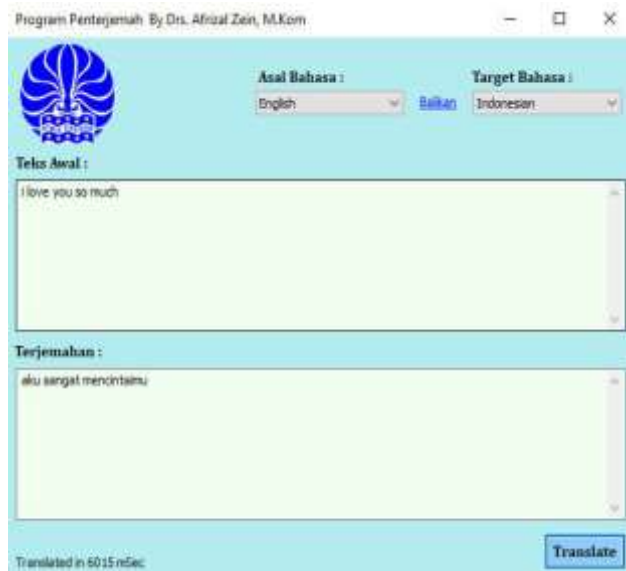 Program Penterjemah By Drs. Afrizal Zein, M.Kom
Asal Bahasa :
Target Bahasa :
English
Balikan
Indonesian
Teks Awal :
I love you so much
Terjemahan :
aku sangat mencintaimu
Translate
Translated in 6015 mSec